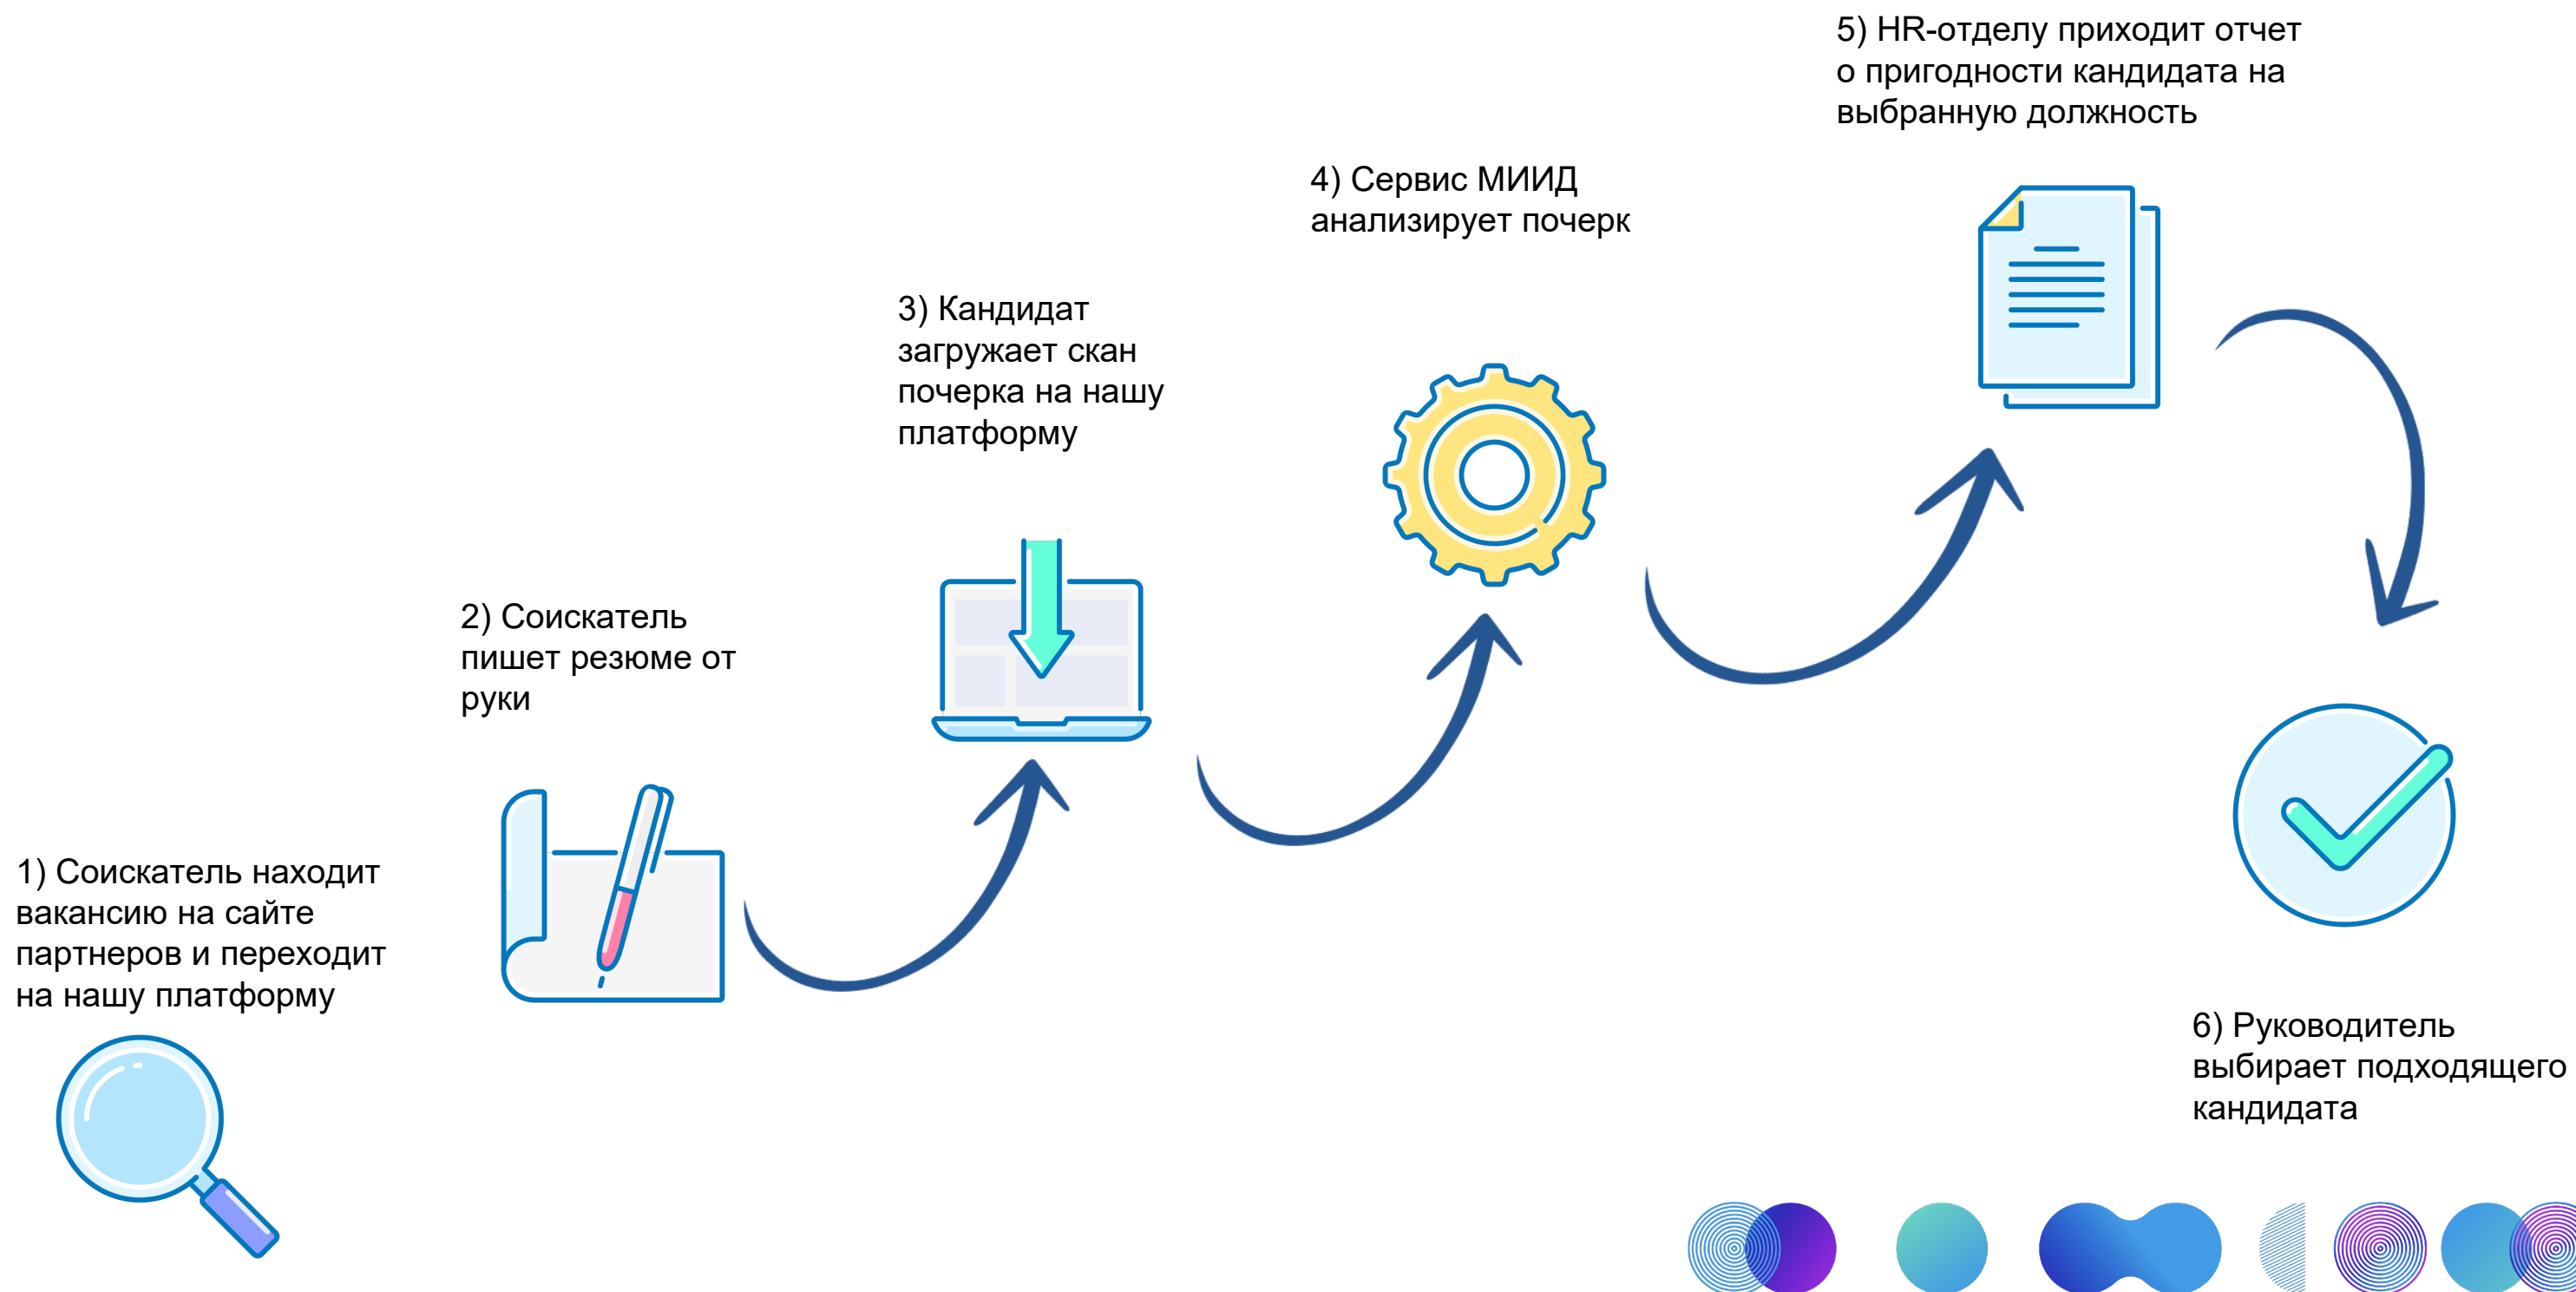 1) Соискатель находит
вакансию на сайте
партнеров и переходит
на нашу платформу
2) Соискатель
пишет резюме от
руки
3) Кандидат
загружает скан
почерка на нашу
платформу
4) Сервис МИИД
анализирует почерк
5) HR-отделу приходит отчет
о пригодности кандидата на
выбранную должность
6) Руководитель
выбирает подходящего
кандидата